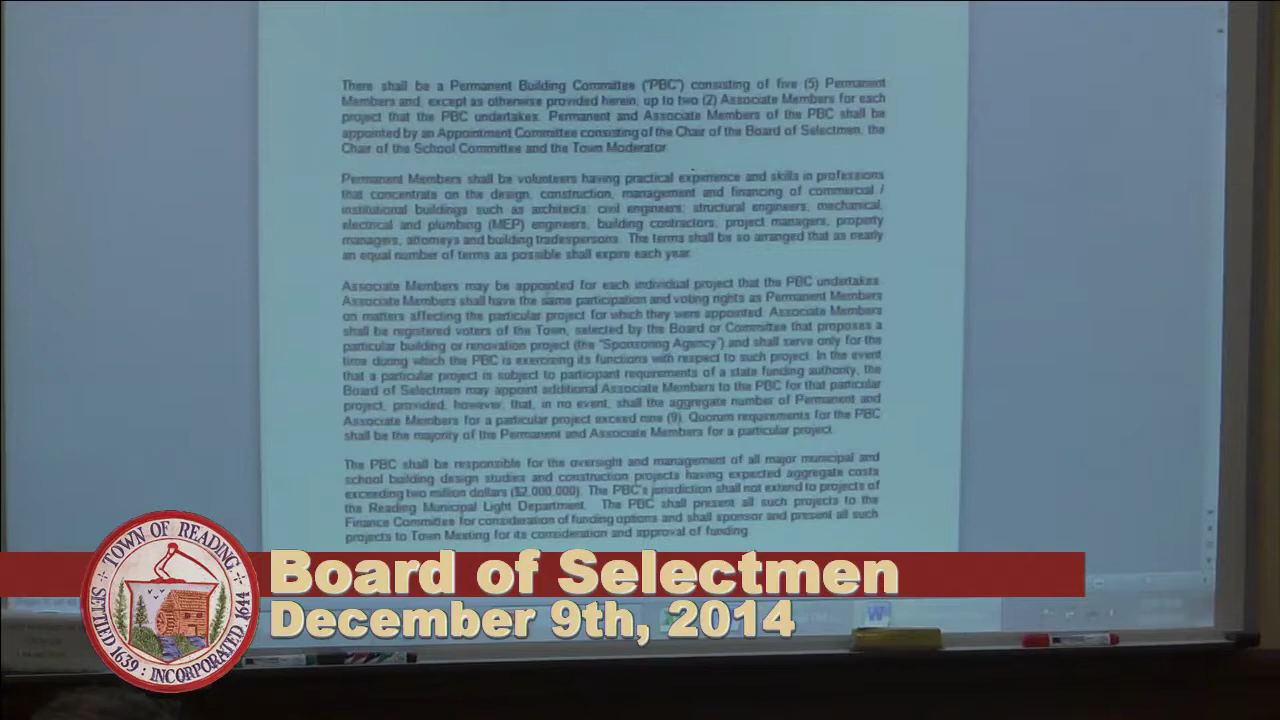 There shall be a Permanent Building Committee ("PBC") consisting of five (5) Permanent
Members and, except as otherwise provided herein, up to two (2) Associate Members for each
project that the PBC undertakes. Permanent and Associate Members of the PBC shall be
appointed by an Appointment Committee consisting of the Chair of the Board of Selectmen, the
Chair of the School Committee and the Town Moderator.
Permanent Members shall be volunteers having practical experience and skills in professions
that concentrate on the design, construction, management and financing of commercial /
institutional buildings such as architects, civil engineers, structural engineers, mechanical,
electrical and plumbing (MEP) engineers, building contractors, project managers, property
managers, attorneys and building tradespersons. The terms shall be so arranged that as nearly
an equal number of terms as possible shall expire each year.
Associate Members may be appointed for each individual project that the PBC undertakes.
Associate Members shall have the same participation and voting rights as Permanent Members
on matters affecting the particular project for which they were appointed. Associate Members
shall be registered voters of the Town, selected by the Board or Committee that proposes a
particular building or renovation project (the "Sponsoring Agency") and shall serve only for the
time during which the PBC is exercising its functions with respect to such project. In the event
that a particular project is subject to participant requirements of a state funding authority, the
Board of Selectmen may appoint additional Associate Members to the PBC for that particular
project, provided, however, that, in no event, shall the aggregate number of Permanent and
Associate Members for a particular project exceed nine (9). Quorum requirements for the PBC
shall be the majority of the Permanent and Associate Members for a particular project.
The PBC shall be responsible for the oversight and management of all major municipal and
school building design studies and construction projects having expected aggregate costs
exceeding two million dollars ($2,000,000). The PBC's jurisdiction shall not extend to projects of
the Reading Municipal Light Department. The PBC shall present all such projects to the
Finance Committee for consideration of funding options and shall sponsor and present all such
projects to Town Meeting for its consideration and approval of funding.
TOWN OF READING
SETTLED 1639 : INCORPORATED 1644
Board of Selectmen
December 9th, 2014
W